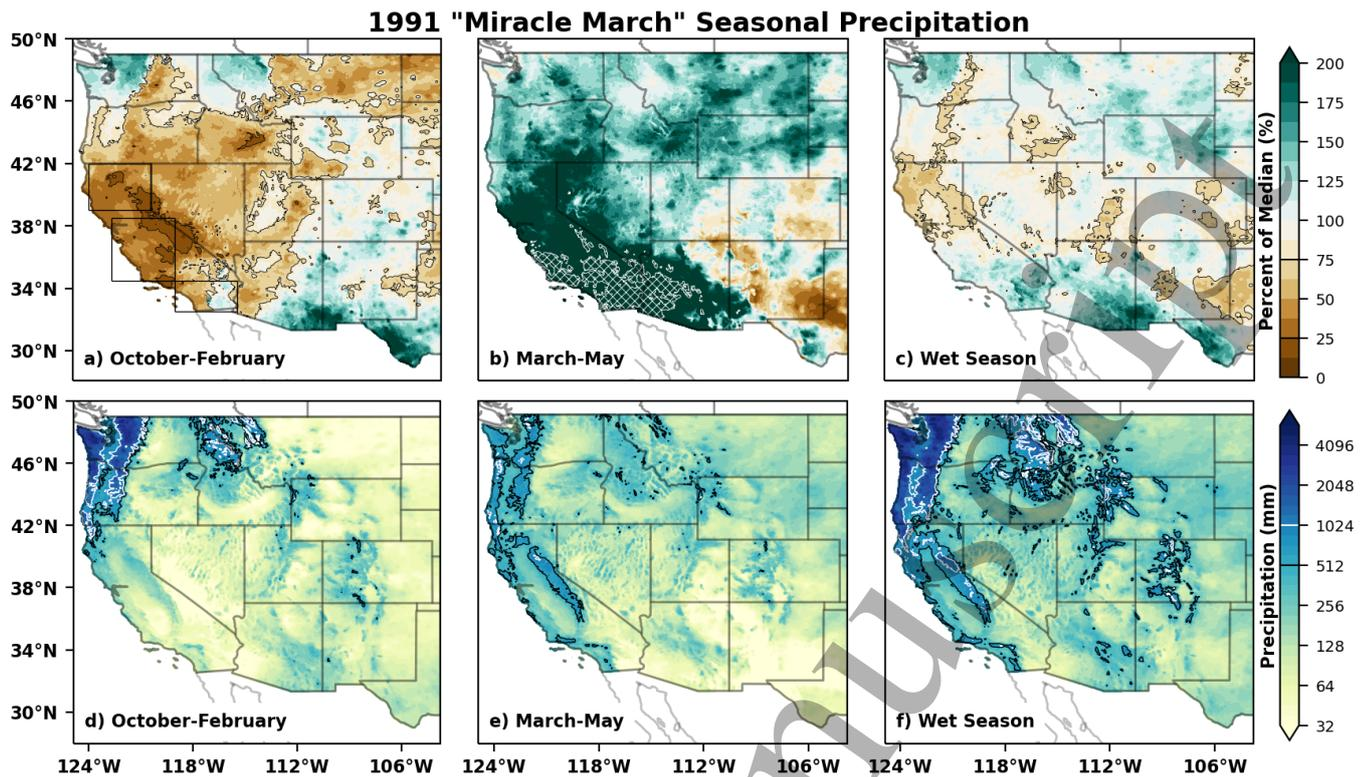 1991 "Miracle March" Seasonal Precipitation
50°N
46°N
42°N
38°N
34°N
30°N
a) October-February
b) March-May
c) Wet Season
200
175
150
125
100
75
50
25
0
Percent of Median (%)
50°N
46°N
42°N
38°N
34°N
30°N
d) October-February
e) March-May
f) Wet Season
4096
2048
1024
512
256
128
64
32
Precipitation (mm)
124°W 118°W 112°W 106°W
124°W 118°W 112°W 106°W
124°W 118°W 112°W 106°W
nuscript